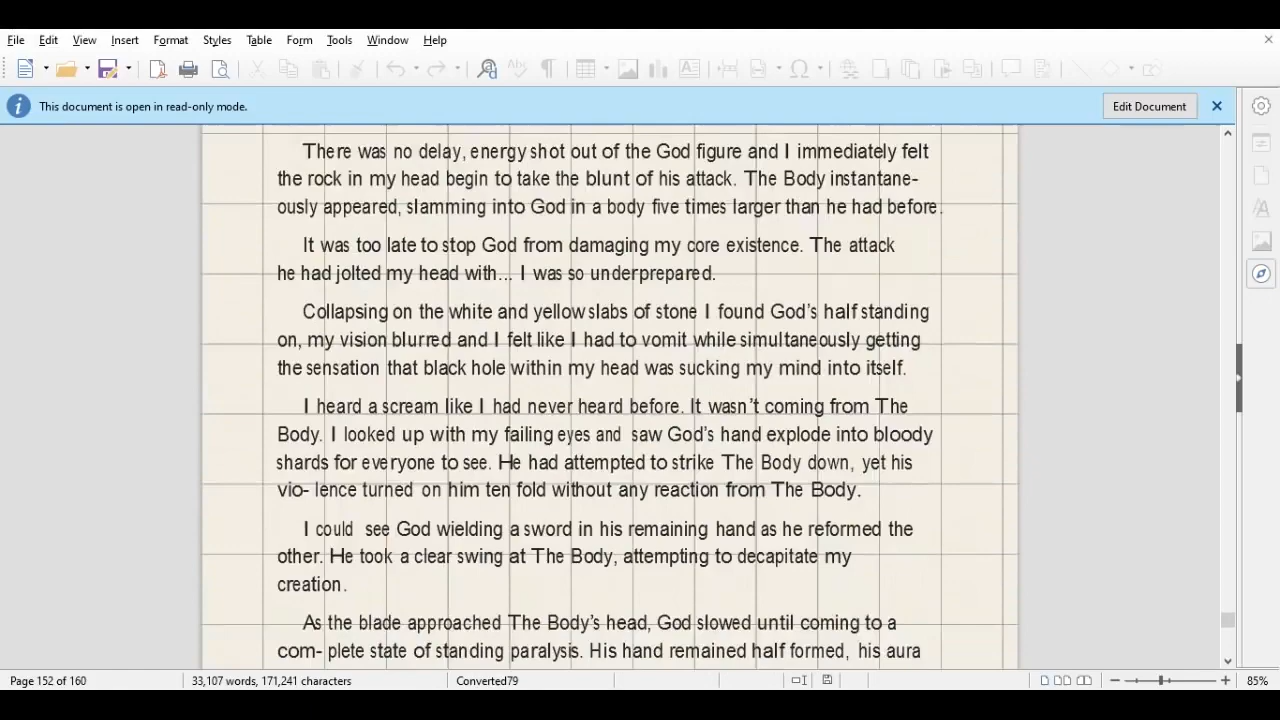 File Edit View Insert Format Styles Table Form Tools Window Help
This document is open in read-only mode. Edit Document
There was no delay, energy shot out of the God figure and I immediately felt
the rock in my head begin to take the blunt of his attack. The Body instantane-
ously appeared, slamming into God in a body five times larger than he had before.
It was too late to stop God from damaging my core existence. The attack
he had jolted my head with... I was so underprepared.
Collapsing on the white and yellow slabs of stone I found God's half standing
on, my vision blurred and I felt like I had to vomit while simultaneously getting
the sensation that black hole within my head was sucking my mind into itself.
I heard a scream like I had never heard before. It wasn't coming from The
Body. I looked up with my failing eyes and saw God's hand explode into bloody
shards for everyone to see. He had attempted to strike The Body down, yet his
vio- lence turned on him ten fold without any reaction from The Body.
I could see God wielding a sword in his remaining hand as he reformed the
other. He took a clear swing at The Body, attempting to decapitate my
creation.
As the blade approached The Body's head, God slowed until coming to a
com- plete state of standing paralysis. His hand remained half formed, his aura
Page 152 of 160 33,107 words, 171,241 characters Converted79 85%